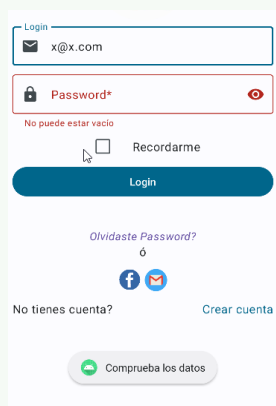 Login
x@x.com
Password*
No puede estar vacío
Recordarme
Login
Olvidaste Password?
ó
No tienes cuenta? Crear cuenta
Comprueba los datos